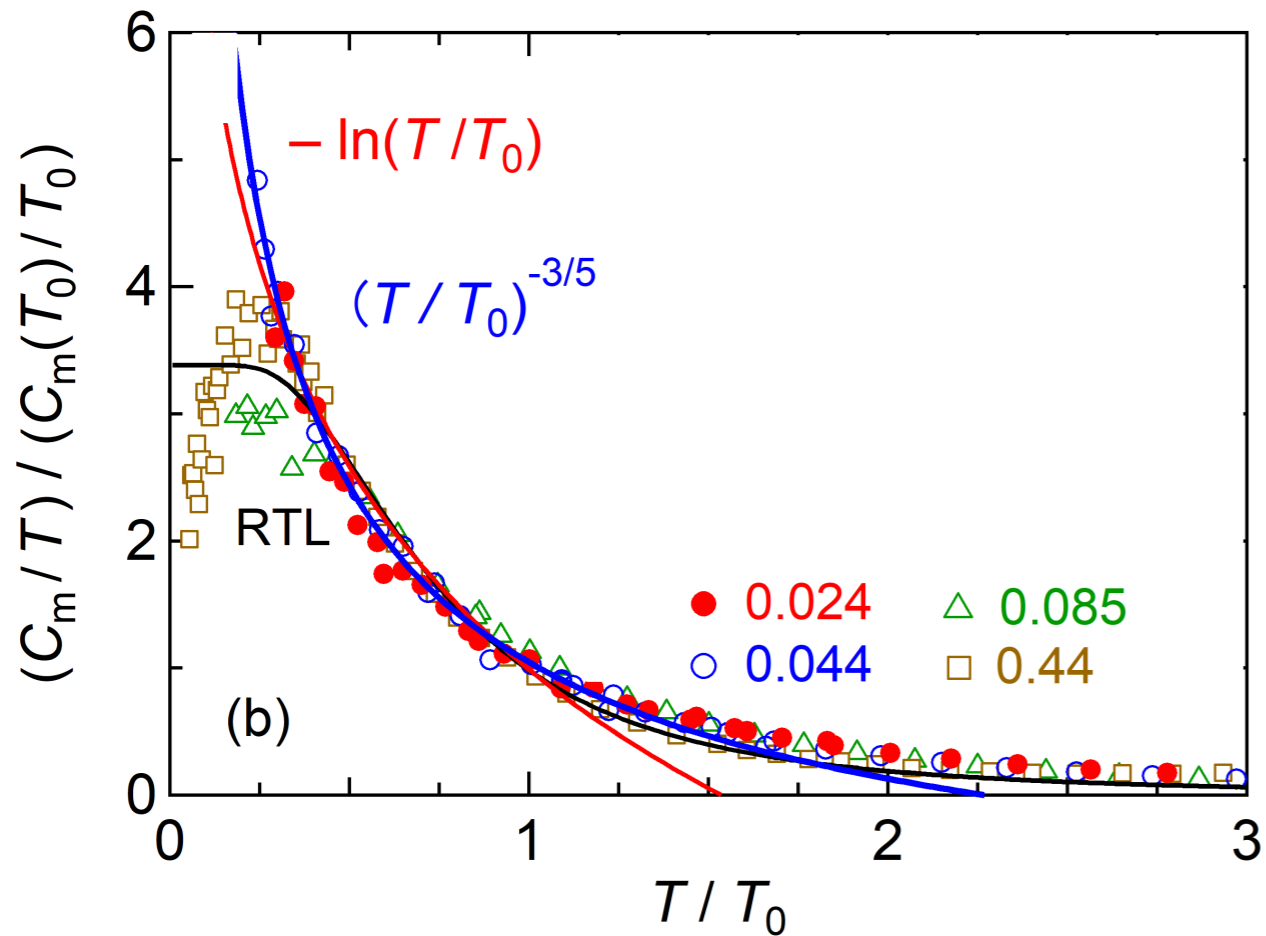 6
4
2
0
(Cm / T) / (Cm(T0) / T0)
– ln(T /T0)
(T / T0)-3/5
RTL
(b)
0.024
0.085
0.044
0.44
0
1
2
3
T / T0